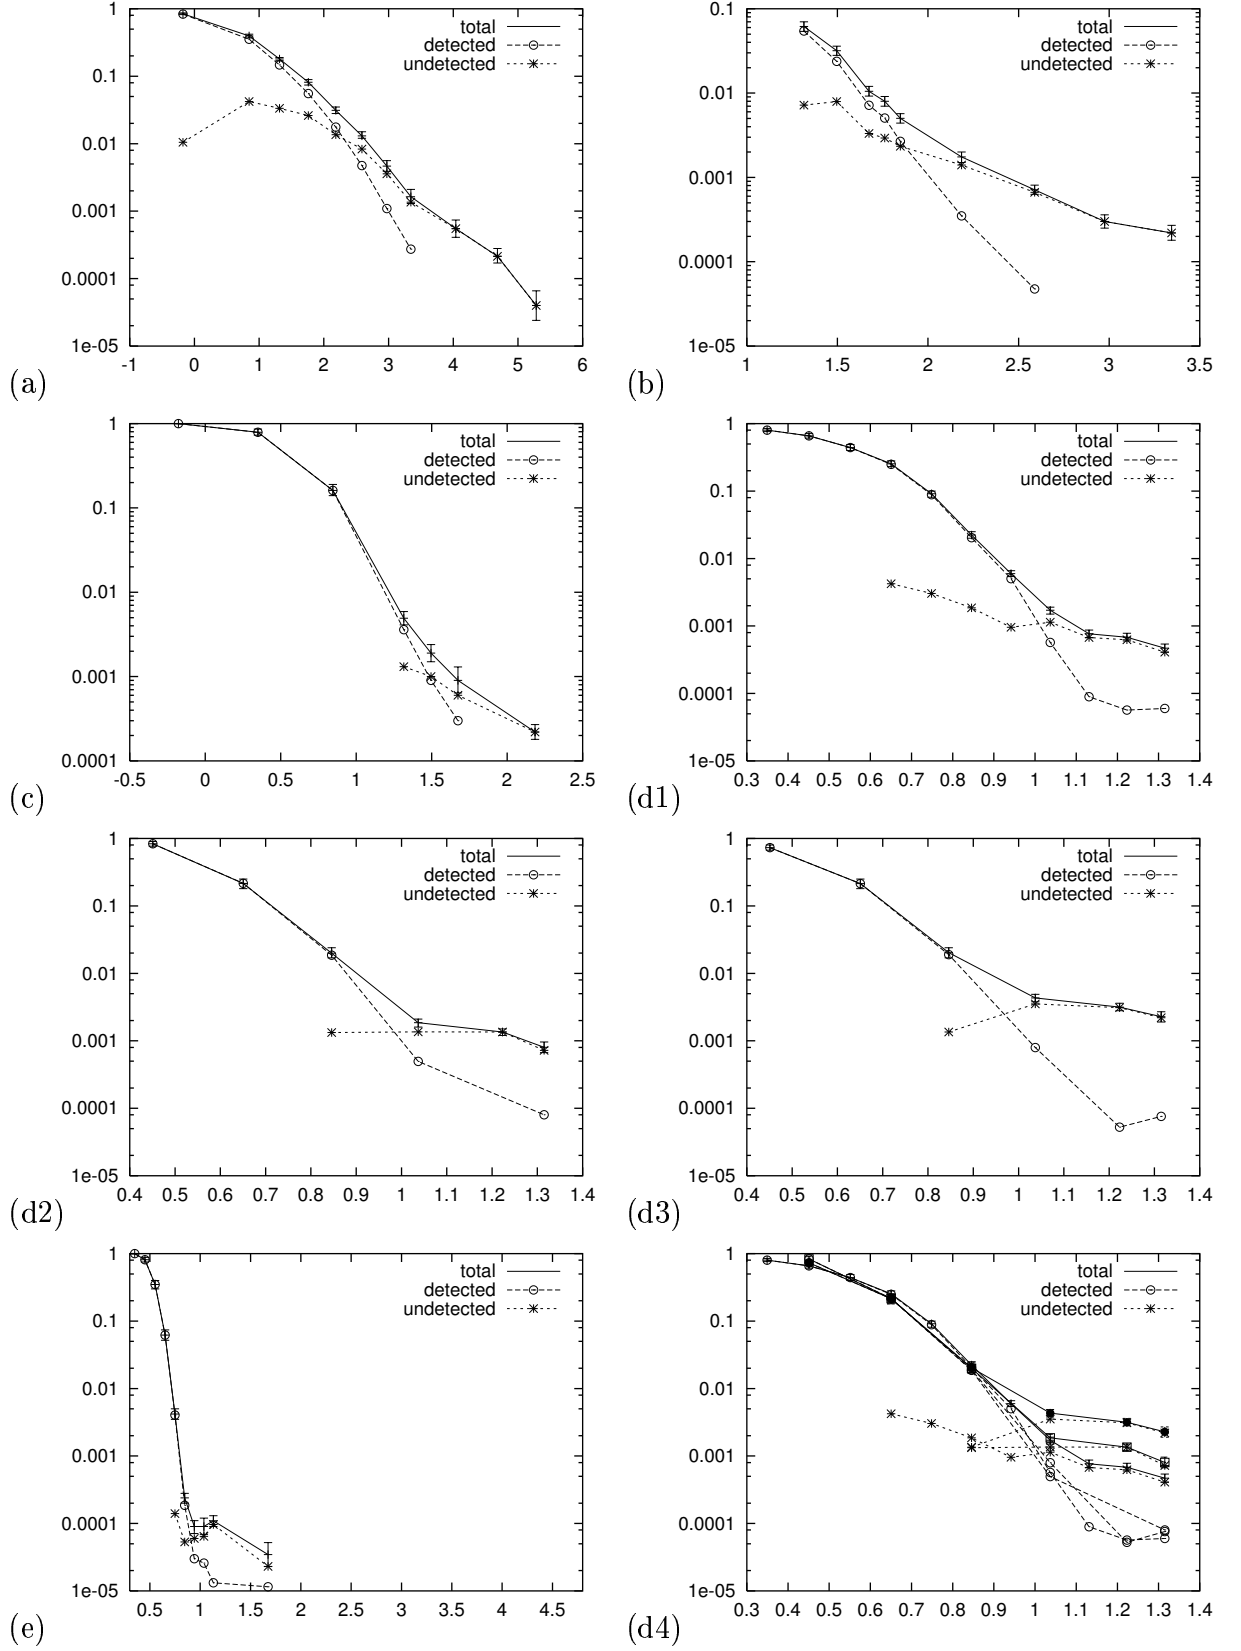 1
0.1
0.01
0.001
0.0001
1e-05
-1 0 1 2 3 4 5 6
total
detected
undetected
(a)
0.1
0.01
0.001
0.0001
1e-05
1 1.5 2 2.5 3 3.5
total
detected
undetected
(b)
1
0.1
0.01
0.001
0.0001
-0.5 0 0.5 1 1.5 2 2.5
total
detected
undetected
(c)
1
0.1
0.01
0.001
0.0001
1e-05
0.3 0.4 0.5 0.6 0.7 0.8 0.9 1 1.1 1.2 1.3 1.4
total
detected
undetected
(d1)
1
0.1
0.01
0.001
0.0001
1e-05
0.4 0.5 0.6 0.7 0.8 0.9 1 1.1 1.2 1.3 1.4
total
detected
undetected
(d2)
1
0.1
0.01
0.001
0.0001
1e-05
0.4 0.5 0.6 0.7 0.8 0.9 1 1.1 1.2 1.3 1.4
total
detected
undetected
(d3)
1
0.1
0.01
0.001
0.0001
1e-05
0.5 1 1.5 2 2.5 3 3.5 4 4.5
total
detected
undetected
(e)
1
0.1
0.01
0.001
0.0001
1e-05
0.3 0.4 0.5 0.6 0.7 0.8 0.9 1 1.1 1.2 1.3 1.4
total
detected
undetected
(d4)